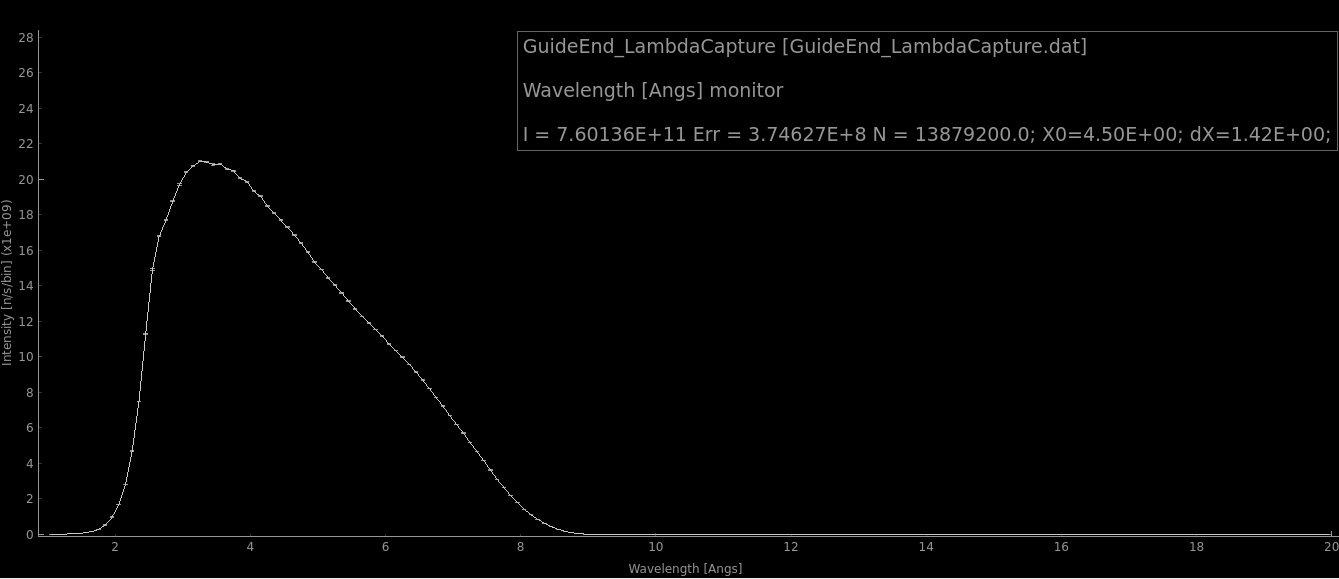 GuideEnd_LambdaCapture [GuideEnd_LambdaCapture.dat]
Wavelength [Angs] monitor
I = 7.60136E+11 Err = 3.74627E+8 N = 13879200.0; X0=4.50E+00; dX=1.42E+00;
28
26
24
22
20
18
16
14
12
10
8
6
4
2
0
Intensity [n/s/bin] (x1e+09)
2 4 6 8 10 12 14 16 18 20
Wavelength [Angs]